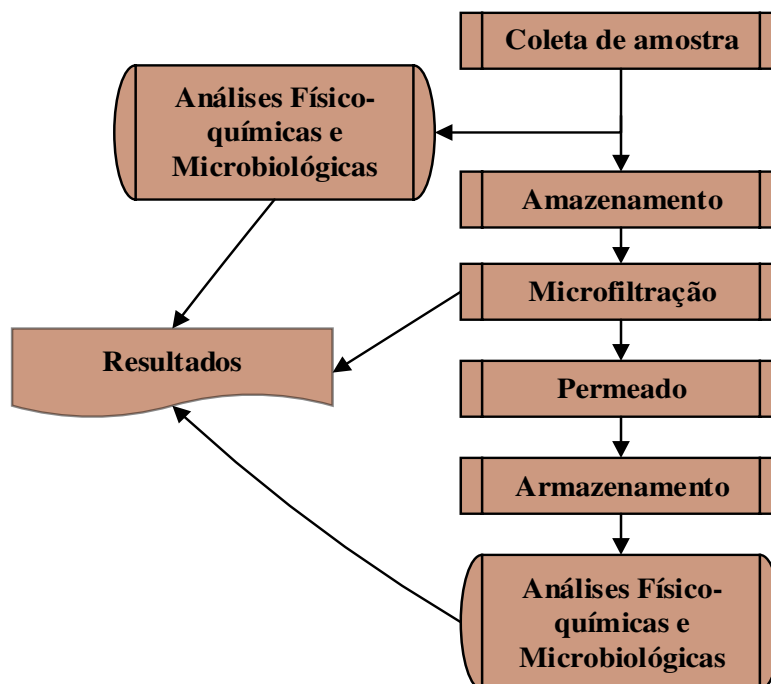 Coleta de amostra
Análises Físico-
químicas e
Microbiológicas
Amazenamento
Microfiltração
Resultados
Permeado
Armazenamento
Análises Físico-
químicas e
Microbiológicas